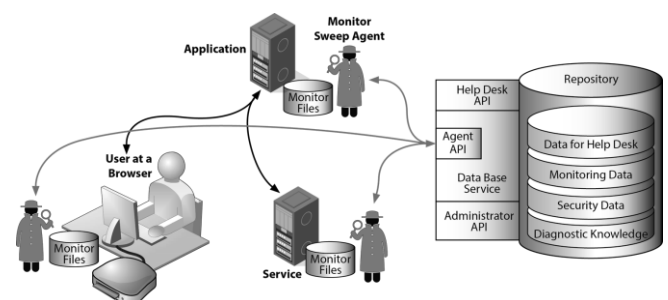 Monitor
Sweep Agent
Application
Monitor
Files
User at a
Browser
Monitor
Files
Service
Monitor
Files
Help Desk
API
Agent
API
Data Base
Service
Administrator
API
Repository
Data for Help Desk
Monitoring Data
Security Data
Diagnostic Knowledge